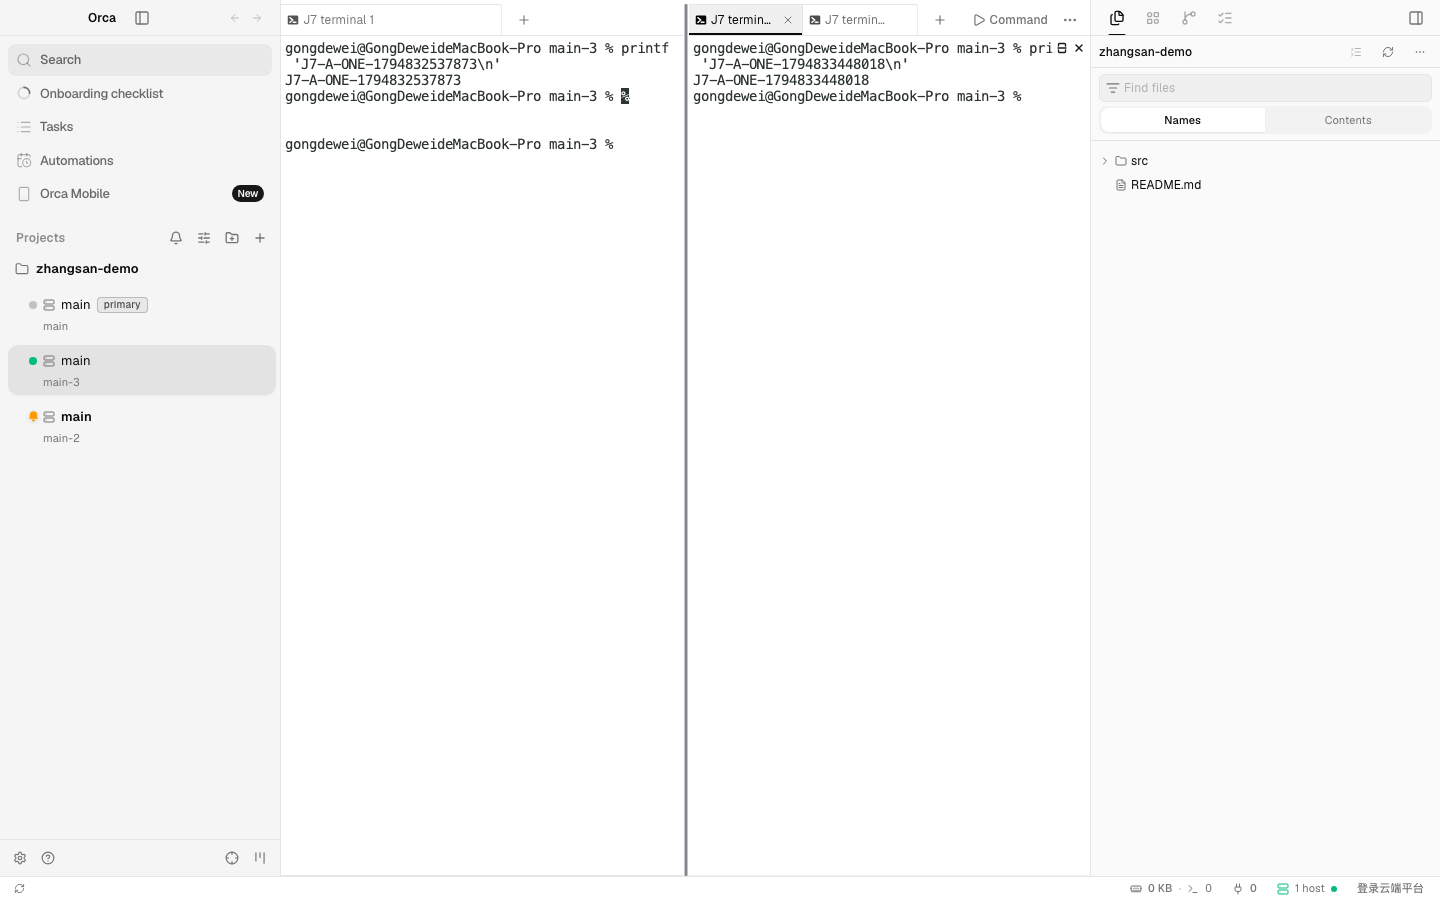 Orca
Search
Onboarding checklist
Tasks
Automations
Orca Mobile
New
Projects
zhangsan-demo
main primary
main
main
main-3
main
main-2
J7 terminal 1
gongdewei@GongDeweideMacBook-Pro main-3 % printf
'J7-A-ONE-1794832537873\n'
J7-A-ONE-1794832537873
gongdewei@GongDeweideMacBook-Pro main-3 % %
gongdewei@GongDeweideMacBook-Pro main-3 %
J7 termin...
J7 termin...
Command
gongdewei@GongDeweideMacBook-Pro main-3 % pri
'J7-A-ONE-1794833448018\n'
J7-A-ONE-1794833448018
gongdewei@GongDeweideMacBook-Pro main-3 %
zhangsan-demo
Find files
Names
Contents
src
README.md
0 KB · 0
0
1 host
登录云端平台